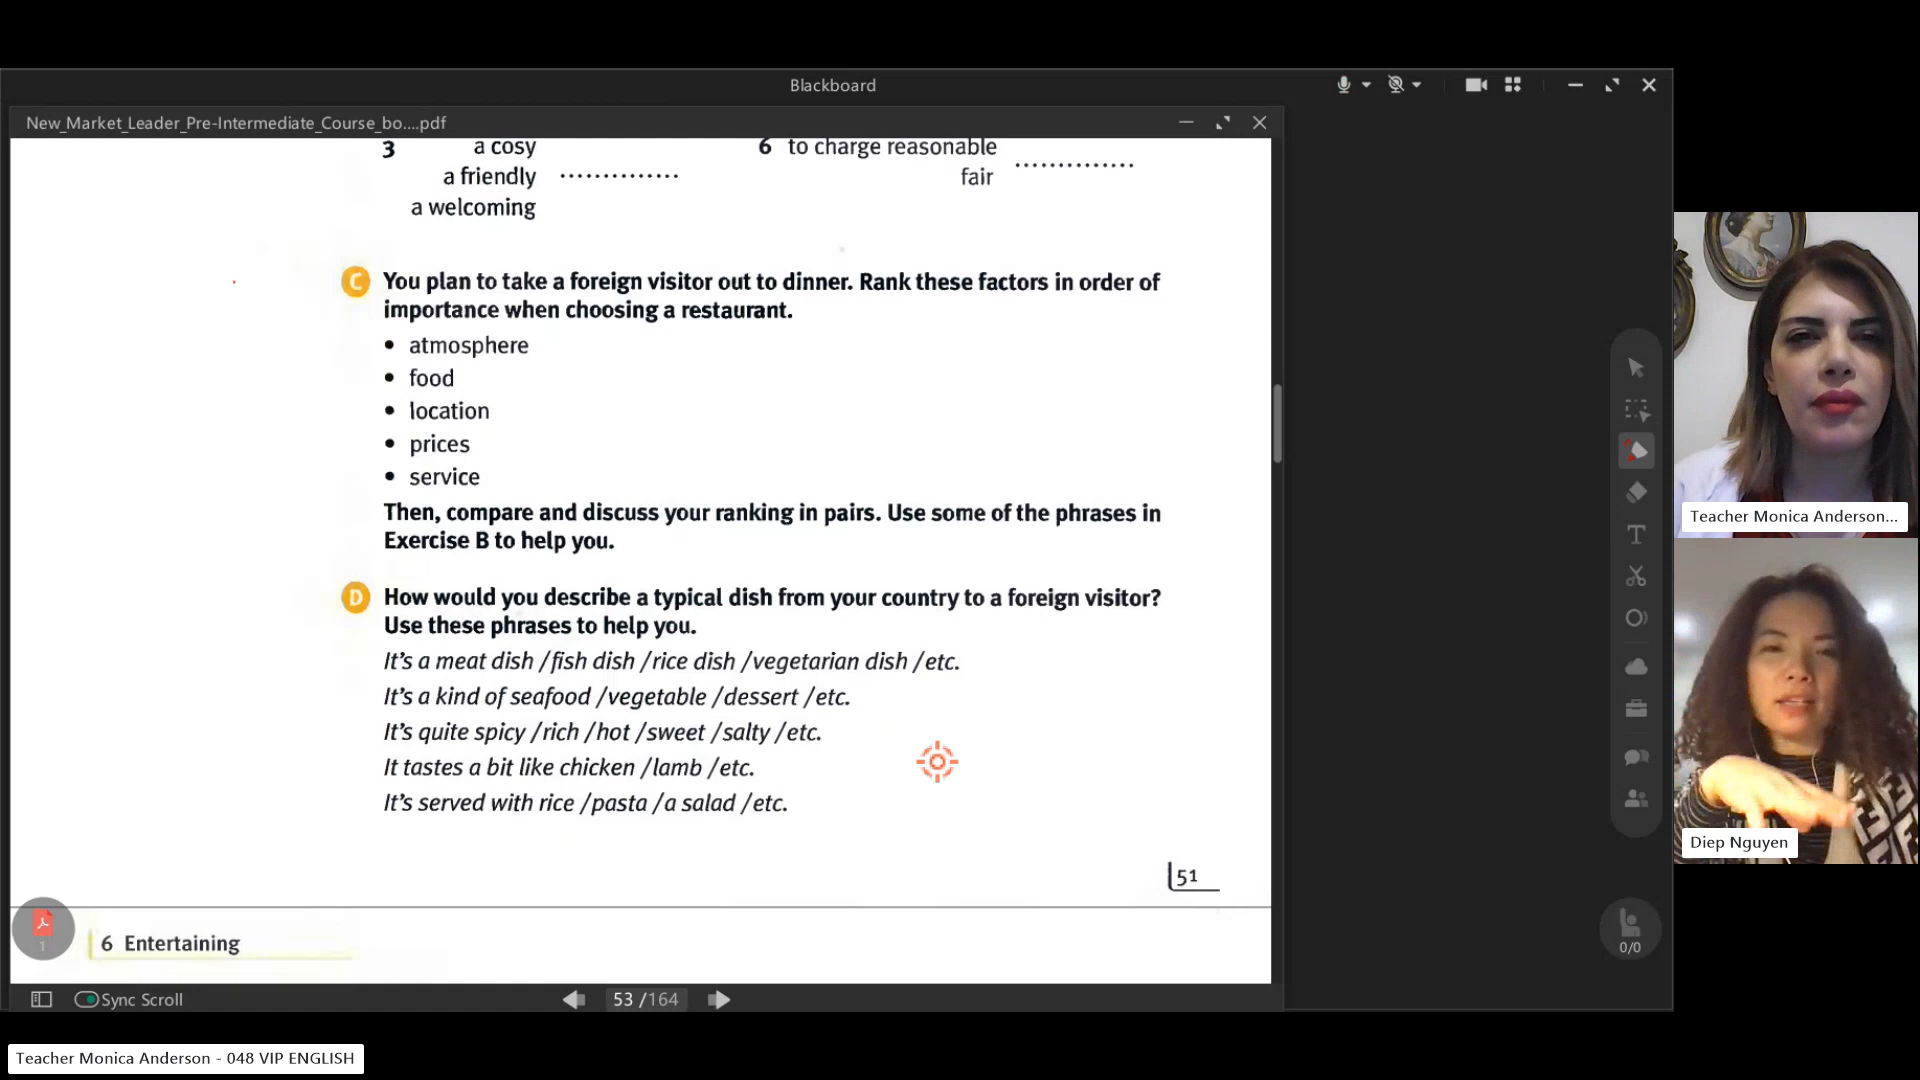 Blackboard
New_Market_Leader_Pre-Intermediate_Course_bo....pdf
3 a cosy
a friendly ..............
a welcoming
6 to charge reasonable ..............
fair
C You plan to take a foreign visitor out to dinner. Rank these factors in order of
importance when choosing a restaurant.
• atmosphere
• food
• location
• prices
• service
Then, compare and discuss your ranking in pairs. Use some of the phrases in
Exercise B to help you.
D How would you describe a typical dish from your country to a foreign visitor?
Use these phrases to help you.
It's a meat dish /fish dish /rice dish /vegetarian dish /etc.
It's a kind of seafood /vegetable /dessert /etc.
It's quite spicy /rich /hot /sweet /salty /etc.
It tastes a bit like chicken /lamb /etc.
It's served with rice /pasta /a salad /etc.
51
1
6 Entertaining
Sync Scroll
53 /164
T
0/0
Teacher Monica Anderson...
Diep Nguyen
Teacher Monica Anderson - 048 VIP ENGLISH